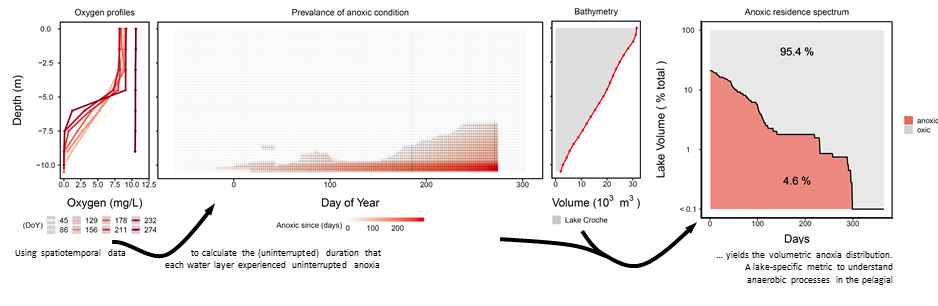 Oxygen profiles
Prevalance of anoxic condition
Bathymetry
Anoxic residence spectrum
Depth (m)
0.0
−2.5
−5.0
−7.5
−10.0
0.0 2.5 5.0 7.5 10.0 12.5
Oxygen (mg/L)
(DoY)
45 129 178 232
86 156 211 274
0 100 200 300
Day of Year
Anoxic since (days)
0 100 200
0 10 20 30
Volume (10³ m³)
Lake Croche
Lake Volume ( % total )
100
10
1
< 0.1
95.4 %
4.6 %
0 100 200 300
Days
anoxic
oxic
Using spatiotemporal data
to calculate the (uninterrupted) duration that
each water layer experienced uninterrupted anoxia
... yields the volumetric anoxia distribution.
A lake-specific metric to understand
anaerobic processes in the pelagial